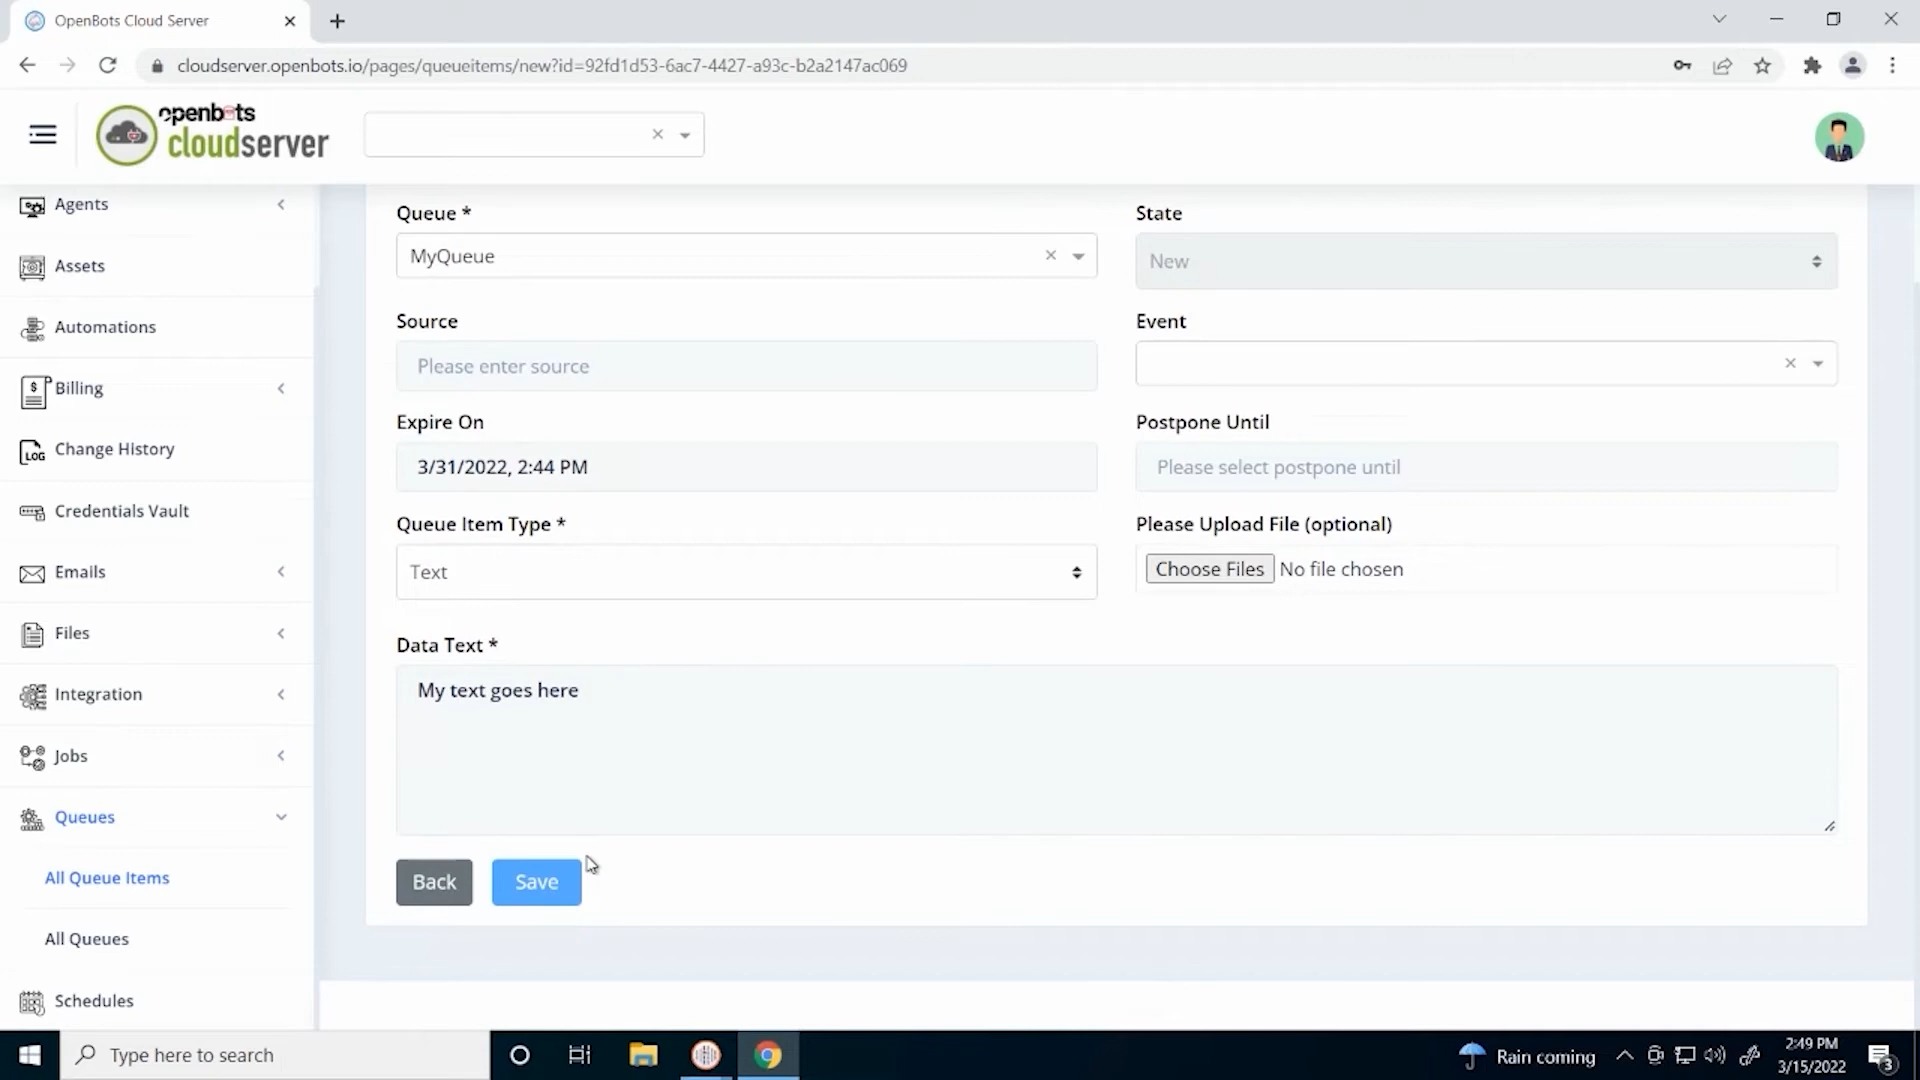 OpenBots Cloud Server
cloudserver.openbots.io/pages/queueitems/new?id=92fd1d53-6ac7-4427-a93c-b2a2147ac069
openbots
cloudserver
Agents
Assets
Automations
Billing
Change History
LOG
Credentials Vault
Emails
Files
Integration
Jobs
Queues
All Queue Items
All Queues
Schedules
Queue *
MyQueue
State
New
Source
Please enter source
Event
Expire On
3/31/2022, 2:44 PM
Postpone Until
Please select postpone until
Queue Item Type *
Text
Please Upload File (optional)
Choose Files No file chosen
Data Text *
My text goes here
Back
Save
Type here to search
Rain coming
2:49 PM
3/15/2022
3